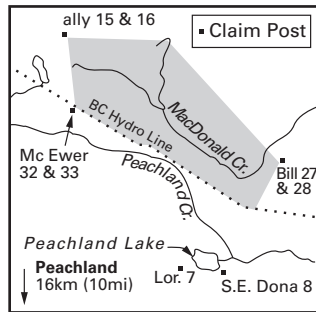 ally 15 & 16
Claim Post
MacDonald Cr.
BC Hydro Line
Mc Ewer
32 & 33
Peachland Cr.
Bill 27
& 28
Peachland Lake
Peachland
16km (10mi)
Lor. 7
S.E. Dona 8